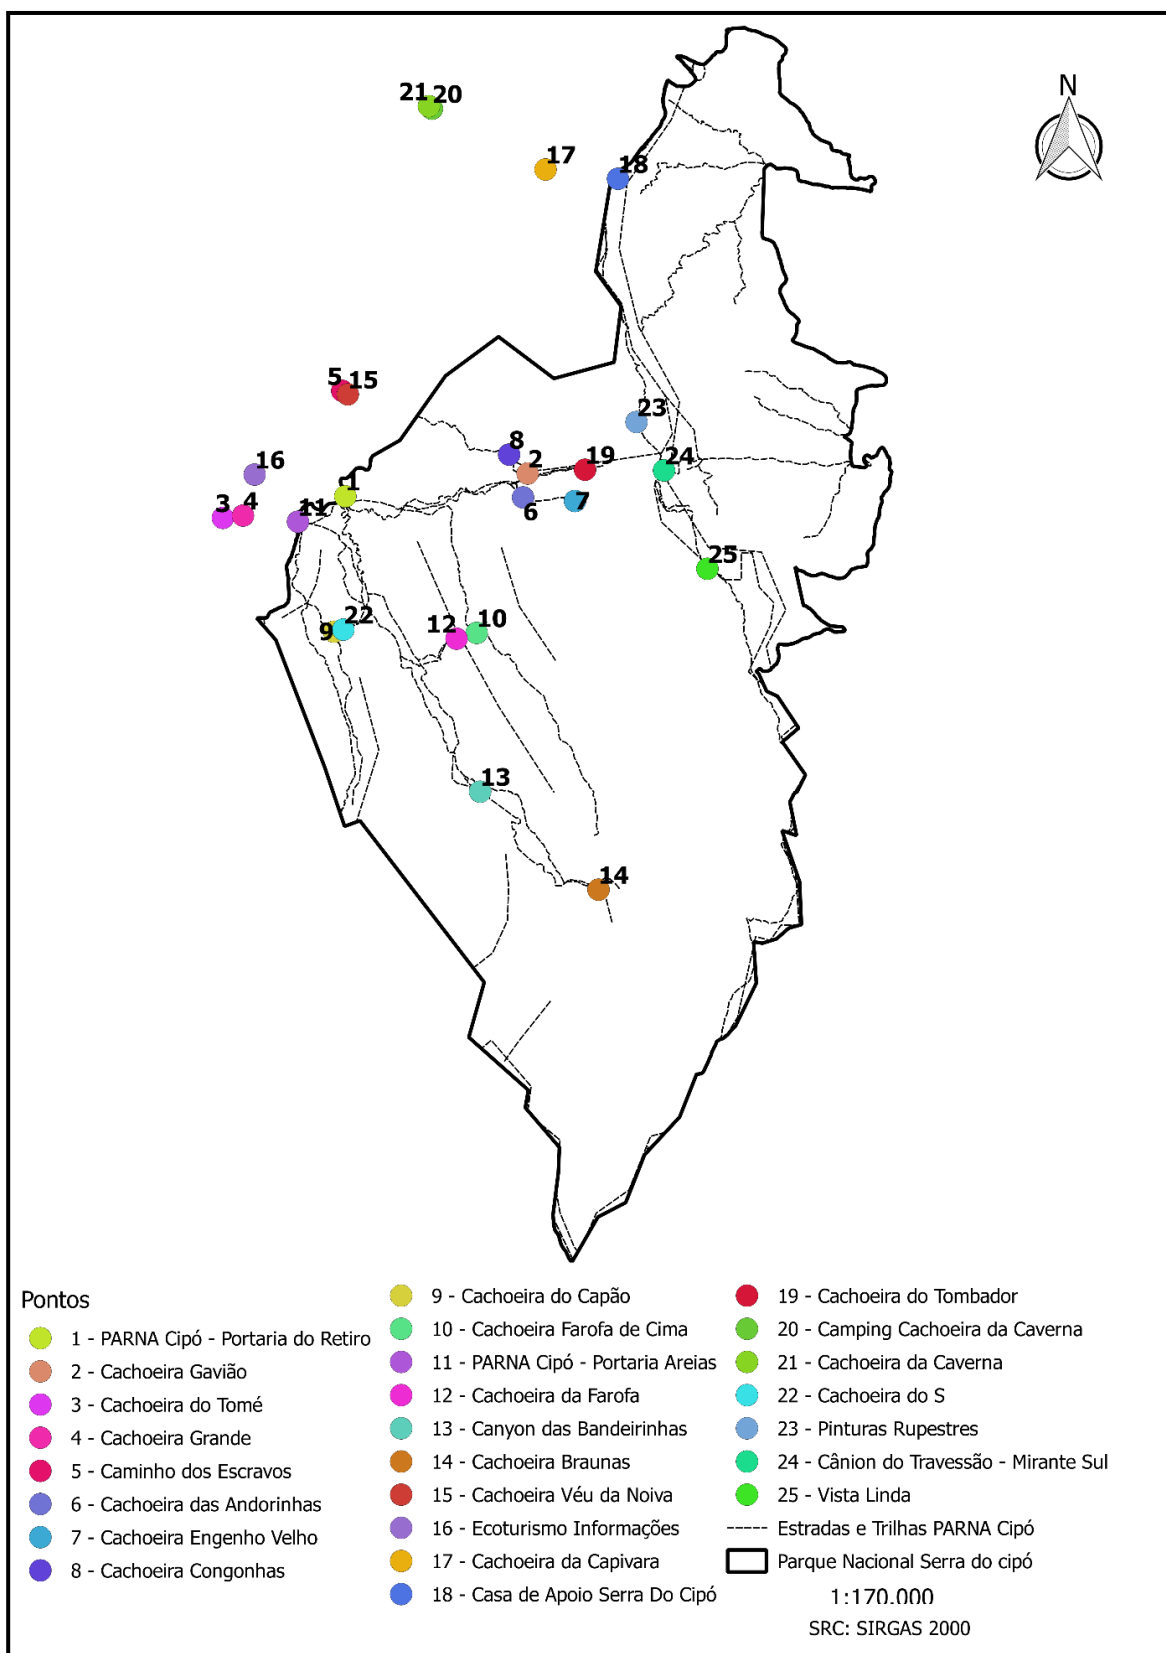 N
21 20
17
18
5 15
23
8
16
2
19
24
1
3 4
11
6
7
25
9 22
12 10
13
14
Pontos
1 - PARNA Cipó - Portaria do Retiro
2 - Cachoeira Gavião
3 - Cachoeira do Tomé
4 - Cachoeira Grande
5 - Caminho dos Escravos
6 - Cachoeira das Andorinhas
7 - Cachoeira Engenho Velho
8 - Cachoeira Congonhas
9 - Cachoeira do Capão
10 - Cachoeira Farofa de Cima
11 - PARNA Cipó - Portaria Areias
12 - Cachoeira da Farofa
13 - Canyon das Bandeirinhas
14 - Cachoeira Braunas
15 - Cachoeira Véu da Noiva
16 - Ecoturismo Informações
17 - Cachoeira da Capivara
18 - Casa de Apoio Serra Do Cipó
19 - Cachoeira do Tombador
20 - Camping Cachoeira da Caverna
21 - Cachoeira da Caverna
22 - Cachoeira do S
23 - Pinturas Rupestres
24 - Cânion do Travessão - Mirante Sul
25 - Vista Linda
Estradas e Trilhas PARNA Cipó
Parque Nacional Serra do cipó
1:170.000
SRC: SIRGAS 2000